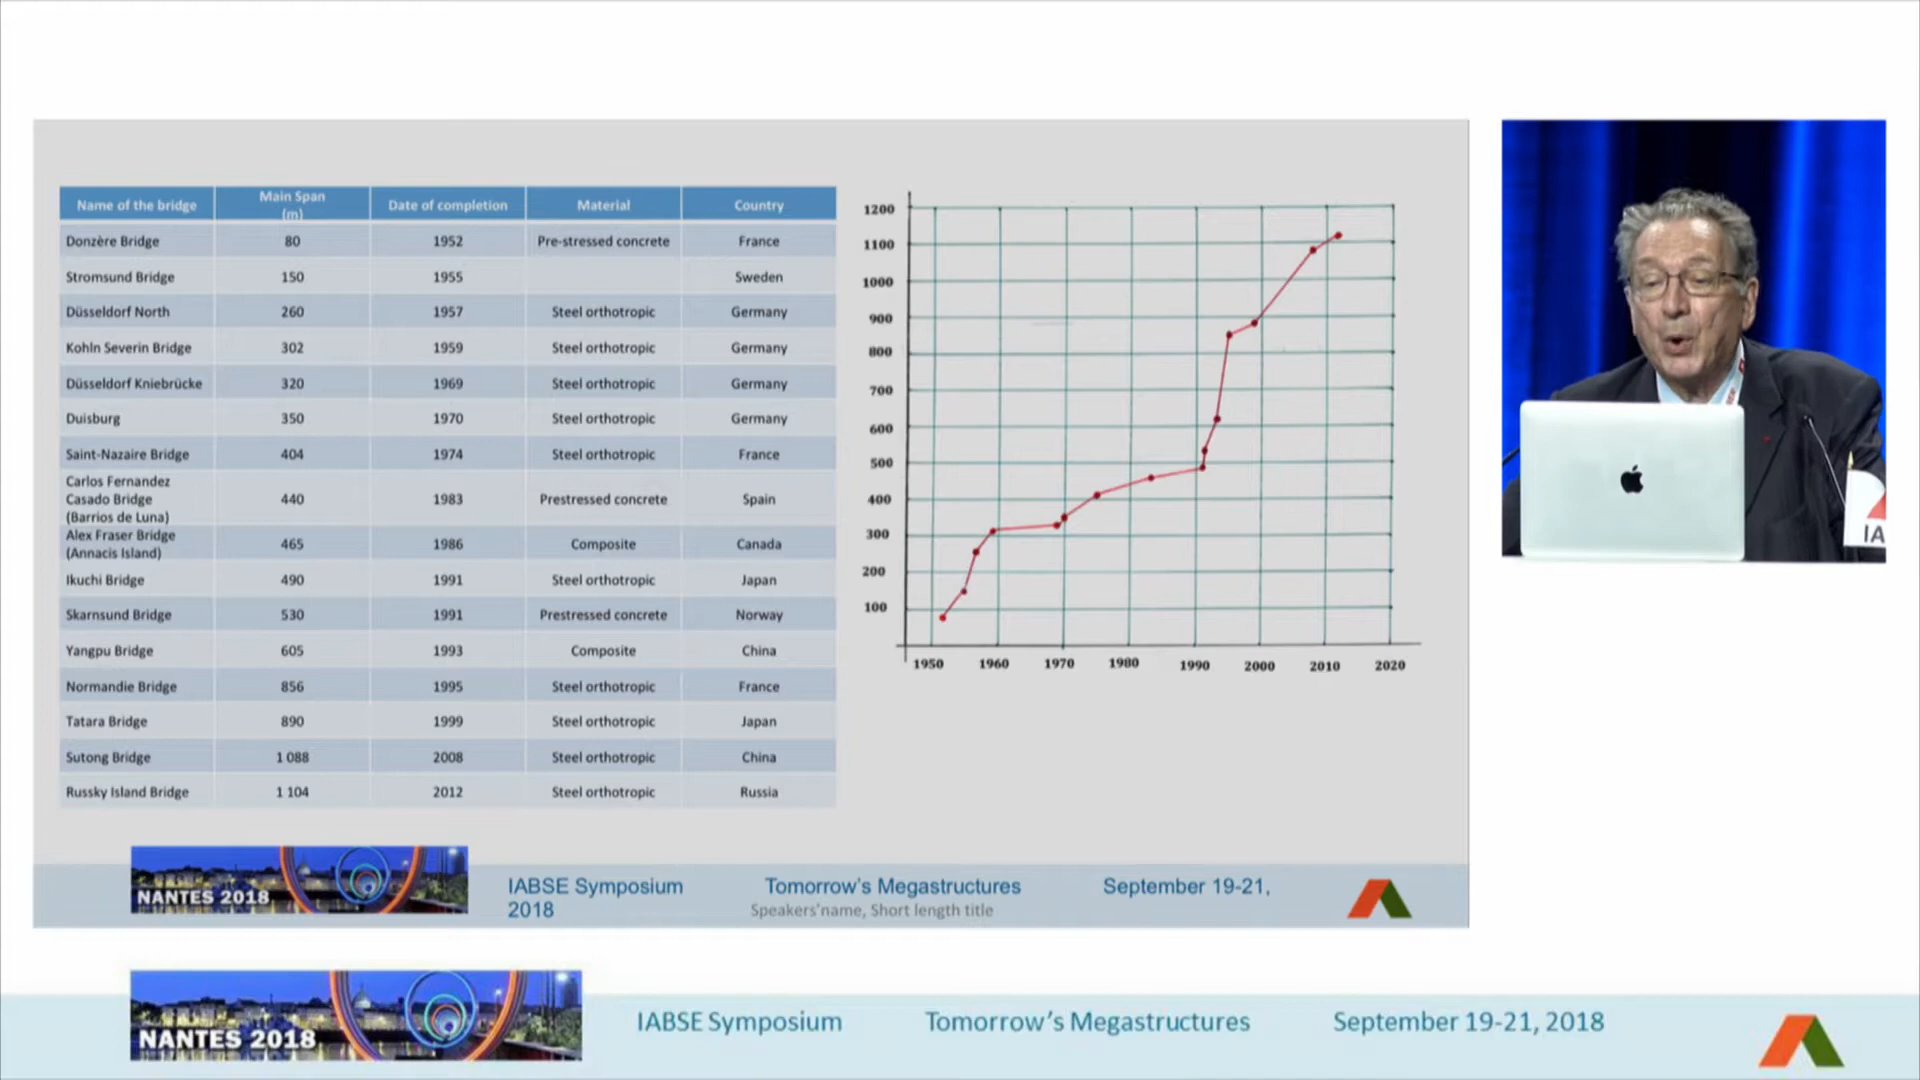 Name of the bridge Main Span (m) Date of completion Material Country
Donzère Bridge 80 1952 Pre-stressed concrete France
Stromsund Bridge 150 1955 Sweden
Düsseldorf North 260 1957 Steel orthotropic Germany
Kohln Severin Bridge 302 1959 Steel orthotropic Germany
Düsseldorf Kniebrücke 320 1969 Steel orthotropic Germany
Duisburg 350 1970 Steel orthotropic Germany
Saint-Nazaire Bridge 404 1974 Steel orthotropic France
Carlos Fernandez
Casado Bridge
(Barrios de Luna) 440 1983 Prestressed concrete Spain
Alex Fraser Bridge
(Annacis Island) 465 1986 Composite Canada
Ikuchi Bridge 490 1991 Steel orthotropic Japan
Skarnsund Bridge 530 1991 Prestressed concrete Norway
Yangpu Bridge 605 1993 Composite China
Normandie Bridge 856 1995 Steel orthotropic France
Tatara Bridge 890 1999 Steel orthotropic Japan
Sutong Bridge 1 088 2008 Steel orthotropic China
Russky Island Bridge 1 104 2012 Steel orthotropic Russia
1200
1100
1000
900
800
700
600
500
400
300
200
100
1950 1960 1970 1980 1990 2000 2010 2020
IA
NANTES 2018
IABSE Symposium Tomorrow's Megastructures September 19-21,
2018 Speakers'name, Short length title
NANTES 2018
IABSE Symposium Tomorrow's Megastructures September 19-21, 2018